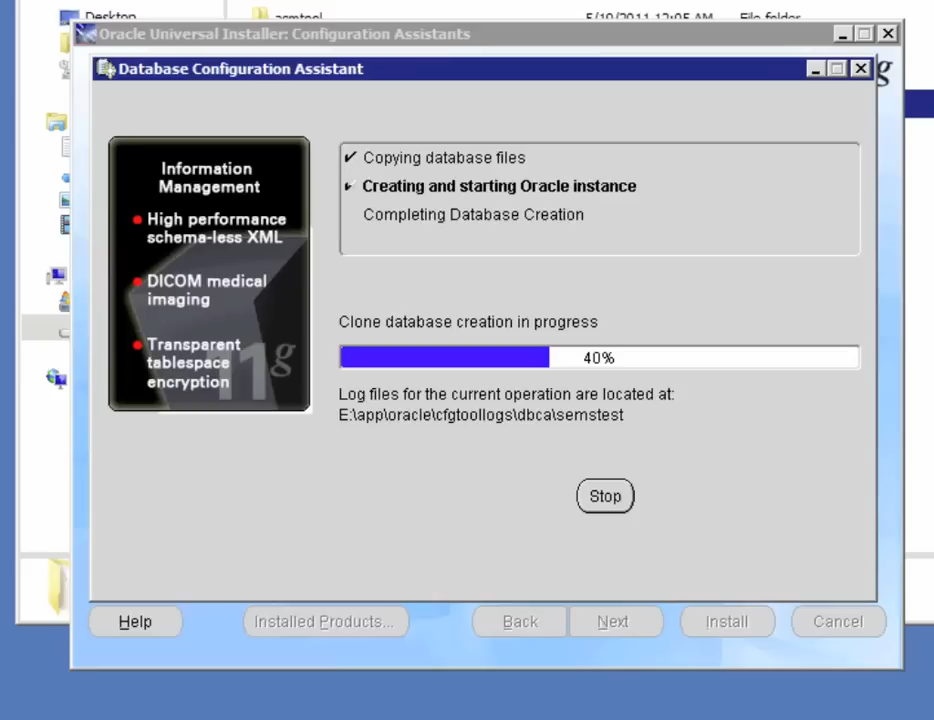 Desktop
acmtool
5/10/2011 12:05 AM
File folder
Oracle Universal Installer: Configuration Assistants
g
Database Configuration Assistant
Information
Management
High performance
schema-less XML
DICOM medical
imaging
Transparent
tablespace
encryption
11g
Copying database files
Creating and starting Oracle instance
Completing Database Creation
Clone database creation in progress
40%
Log files for the current operation are located at:
E:\app\oracle\cfgtoollogs\dbca\semstest
Stop
Help
Installed Products...
Back
Next
Install
Cancel